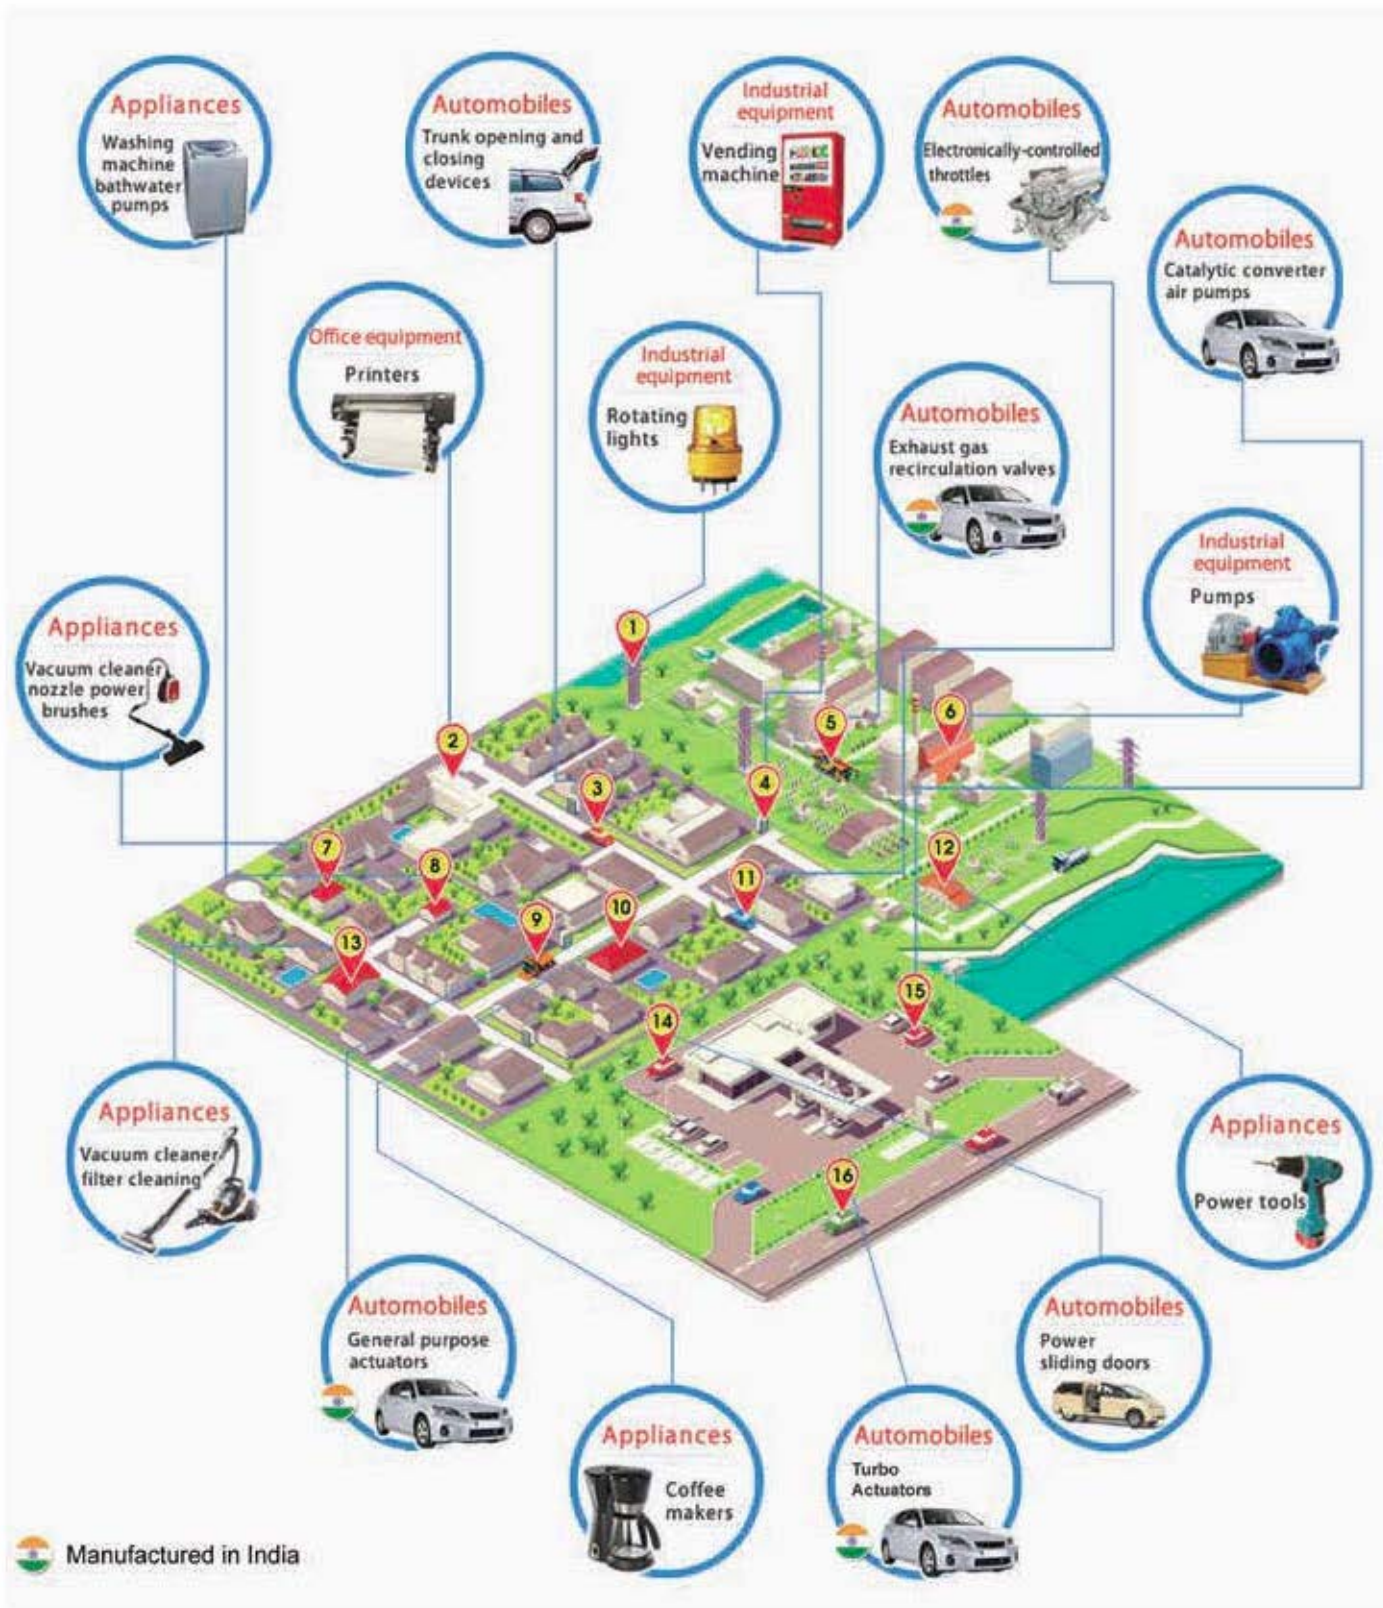 Appliances
Washing
machine
bathwater
pumps
Automobiles
Trunk opening and
closing
devices
Industrial
equipment
Vending
machine
Automobiles
Electronically-controlled
throttles
Automobiles
Catalytic converter
air pumps
Office equipment
Printers
Industrial
equipment
Rotating
lights
Automobiles
Exhaust gas
recirculation valves
Industrial
equipment
Pumps
Appliances
Vacuum cleaner
nozzle power
brushes
1
2
3
4
5
6
7
8
9
10
11
12
13
14
15
16
Appliances
Vacuum cleaner
filter cleaning
Appliances
Power tools
Automobiles
General purpose
actuators
Automobiles
Power
sliding doors
Appliances
Coffee
makers
Automobiles
Turbo
Actuators
Manufactured in India